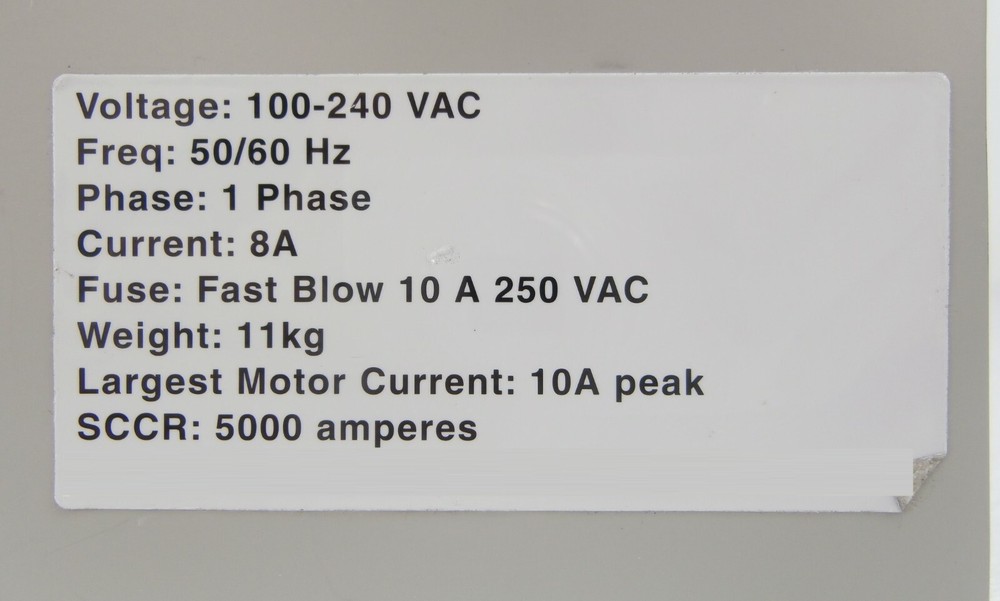 Voltage: 100-240 VAC
Freq: 50/60 Hz
Phase: 1 Phase
Current: 8A
Fuse: Fast Blow 10 A 250 VAC
Weight: 11kg
Largest Motor Current: 10A peak
SCCR: 5000 amperes